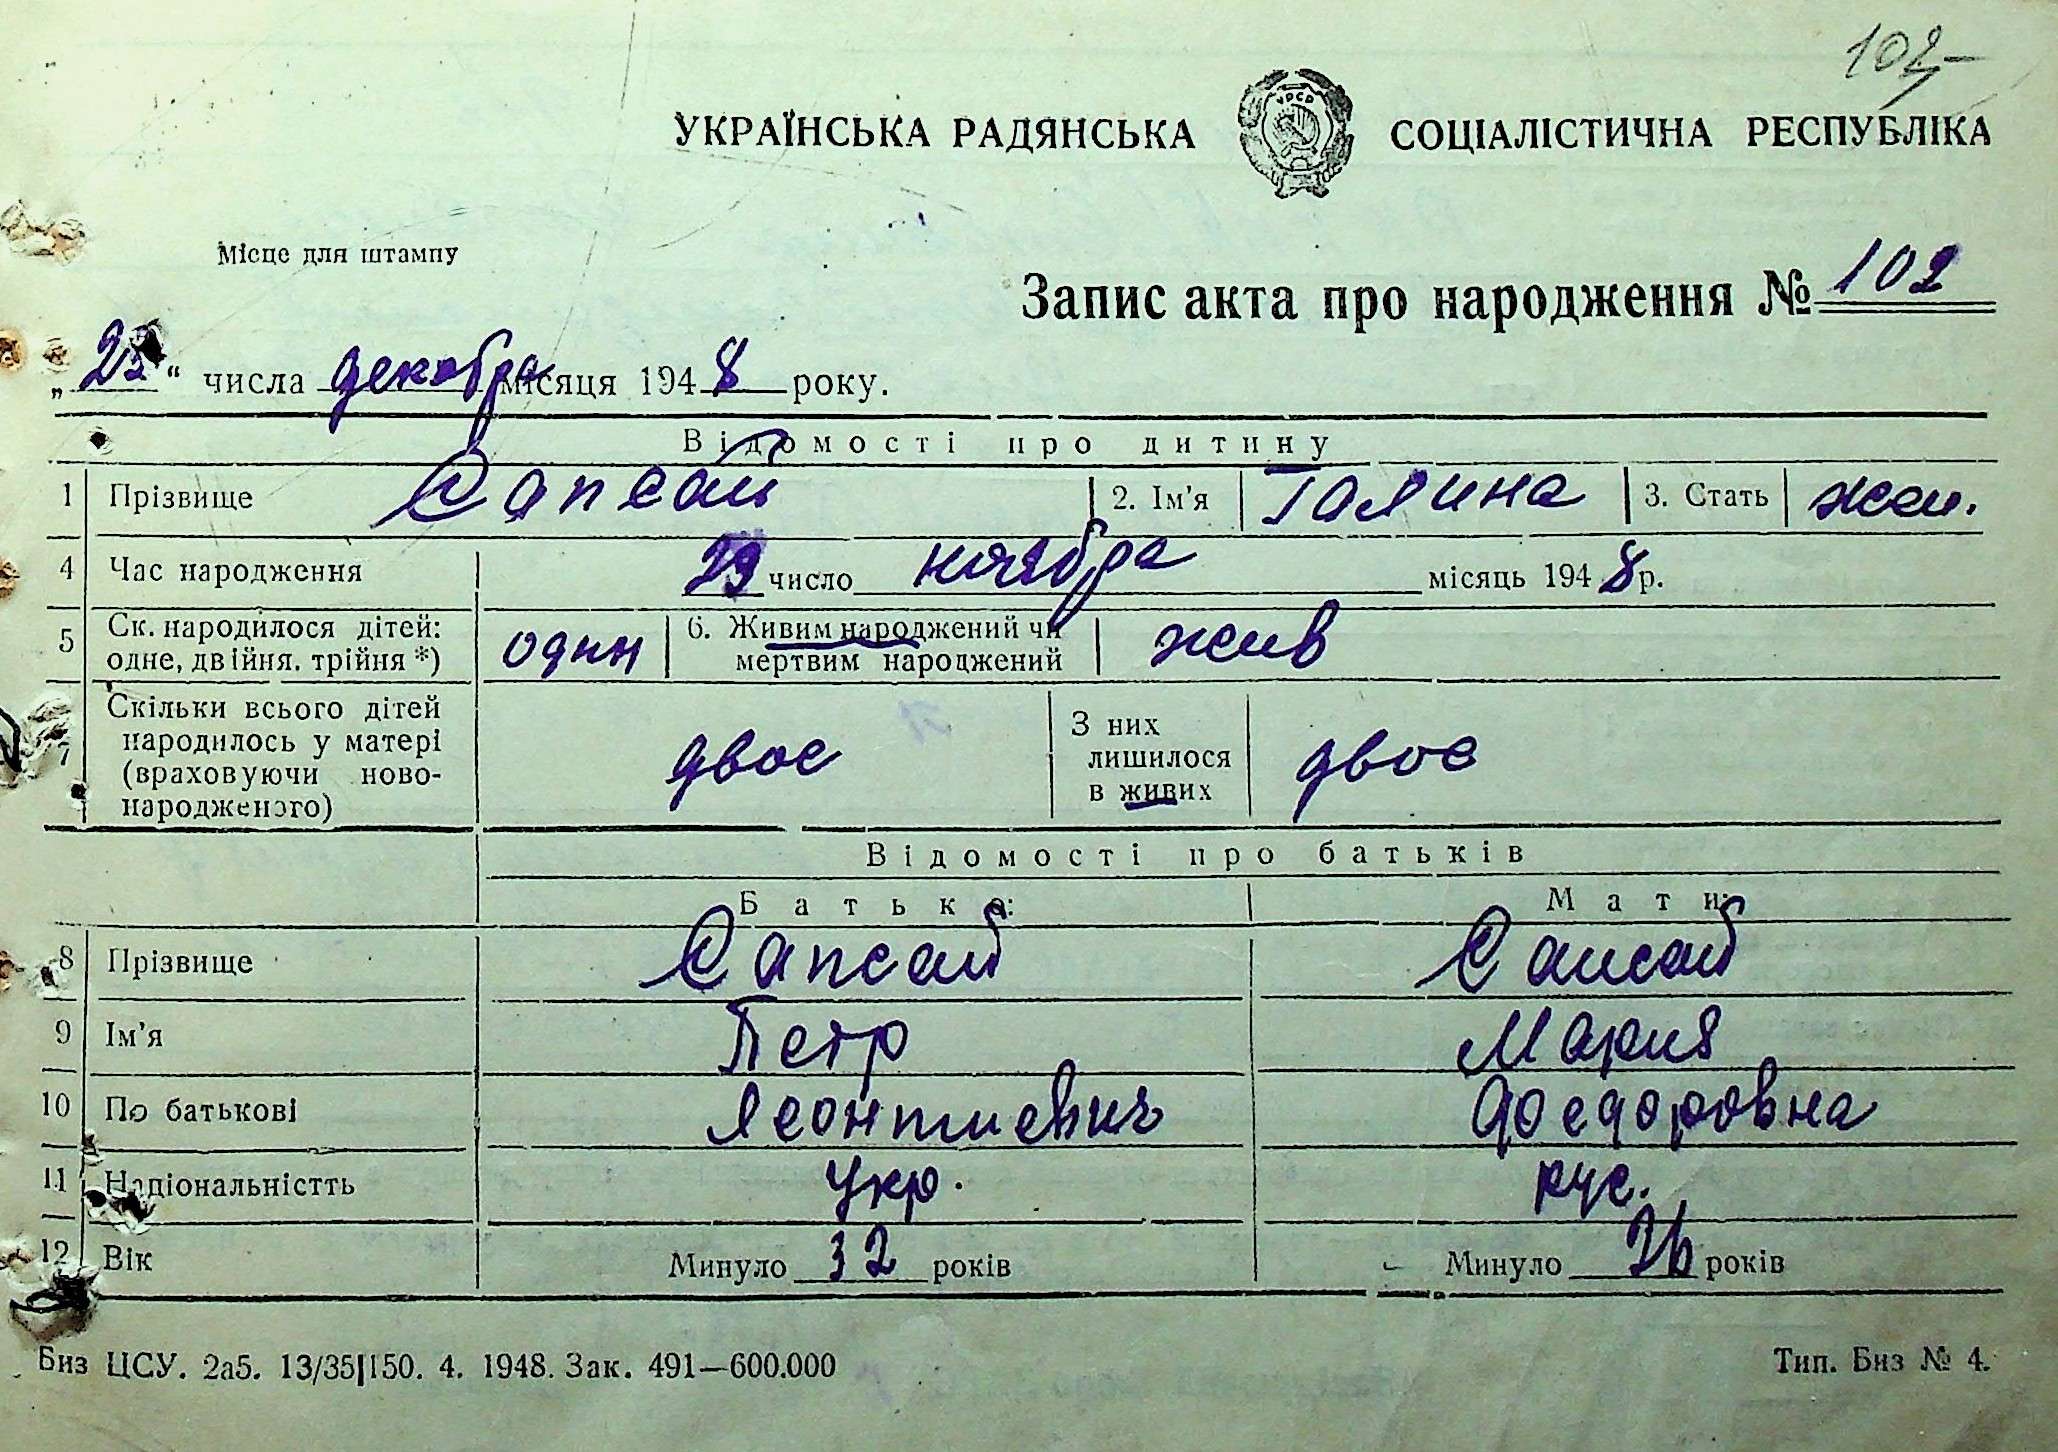 102
УКРАЇНСЬКА РАДЯНСЬКА СОЦІАЛІСТИЧНА РЕСПУБЛІКА
УРСР
Місце для штампу
Запис акта про народження № 102
„ “ числа декабря місяця 1948 року.
Відомості про дитину
1 Прізвище Сапсай 2. Ім'я Галина 3. Стать жен.
4 Час народження 29 число ноября місяць 1948 р.
5 Ск. народилося дітей: одне, двійня. трійня *) один 6. Живим народжений чи мертвим народжений жив
7 Скільки всього дітей народилось у матері (враховуючи новонародженого) двое З них лишилося в живих двое
Відомості про батьків
Батько: Мати:
8 Прізвище Сапсай Сапсай
9 Ім'я Петр Мария
10 По батькові Леонтиевич Феодоровна
11 Національністть укр. рус.
12 Вік Минуло 32 років Минуло 26 років
Биз ЦСУ. 2а5. 13/35|150. 4. 1948. Зак. 491—600.000 Тип. Биз № 4.